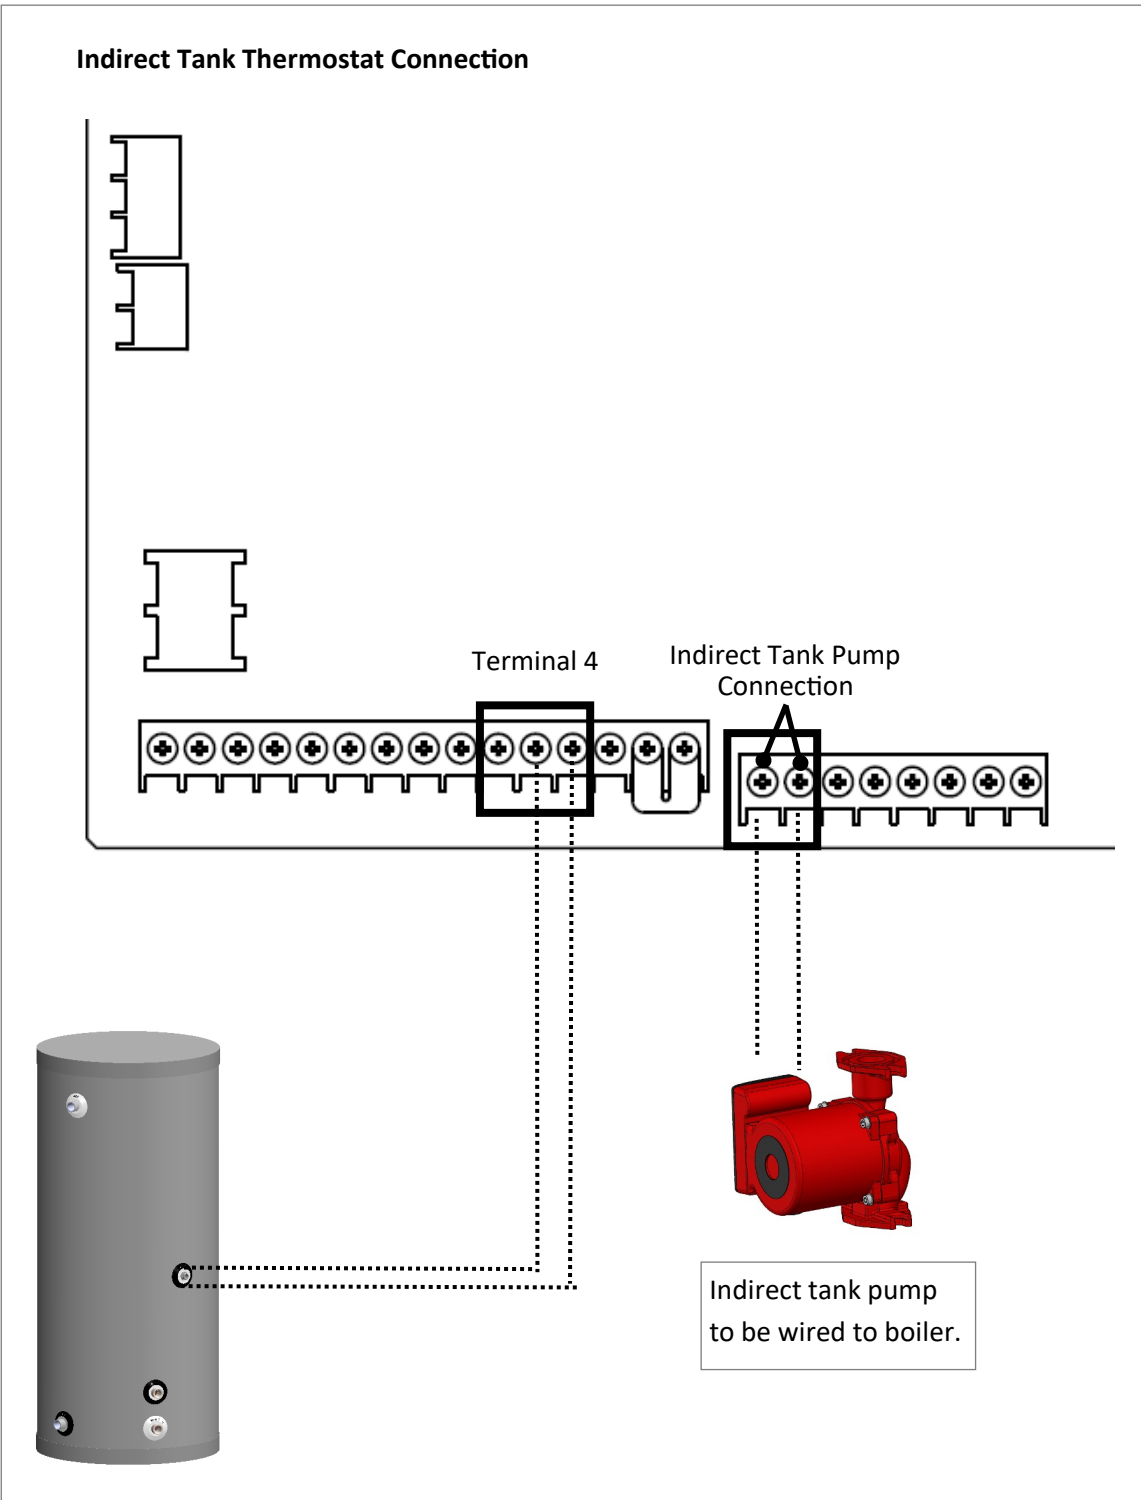 Indirect Tank Thermostat Connection
Terminal 4
Indirect Tank Pump
Connection
Indirect tank pump
to be wired to boiler.